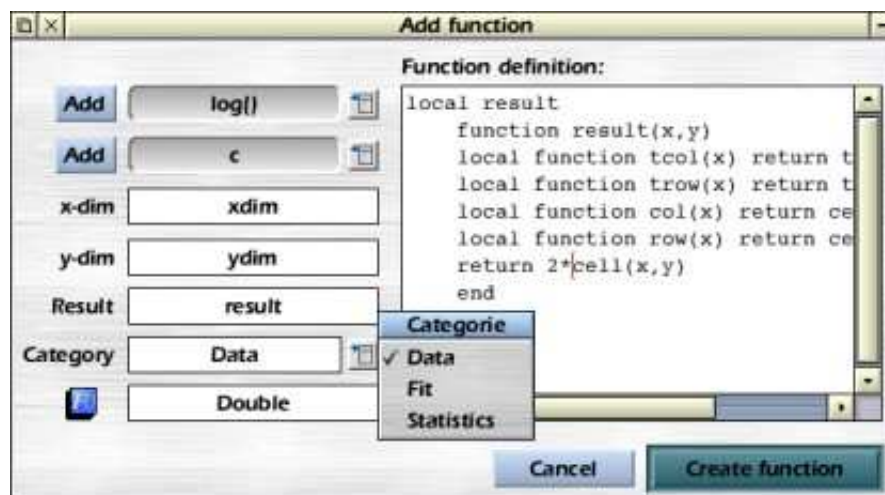 Add function
Function definition:
Add log()
Add c
x-dim xdim
y-dim ydim
Result result
Category Data
Double
local result
function result(x,y)
local function tcol(x) return t
local function trow(x) return t
local function col(x) return ce
local function row(x) return ce
return 2*cell(x,y)
end
Categorie
✓ Data
Fit
Statistics
Cancel
Create function